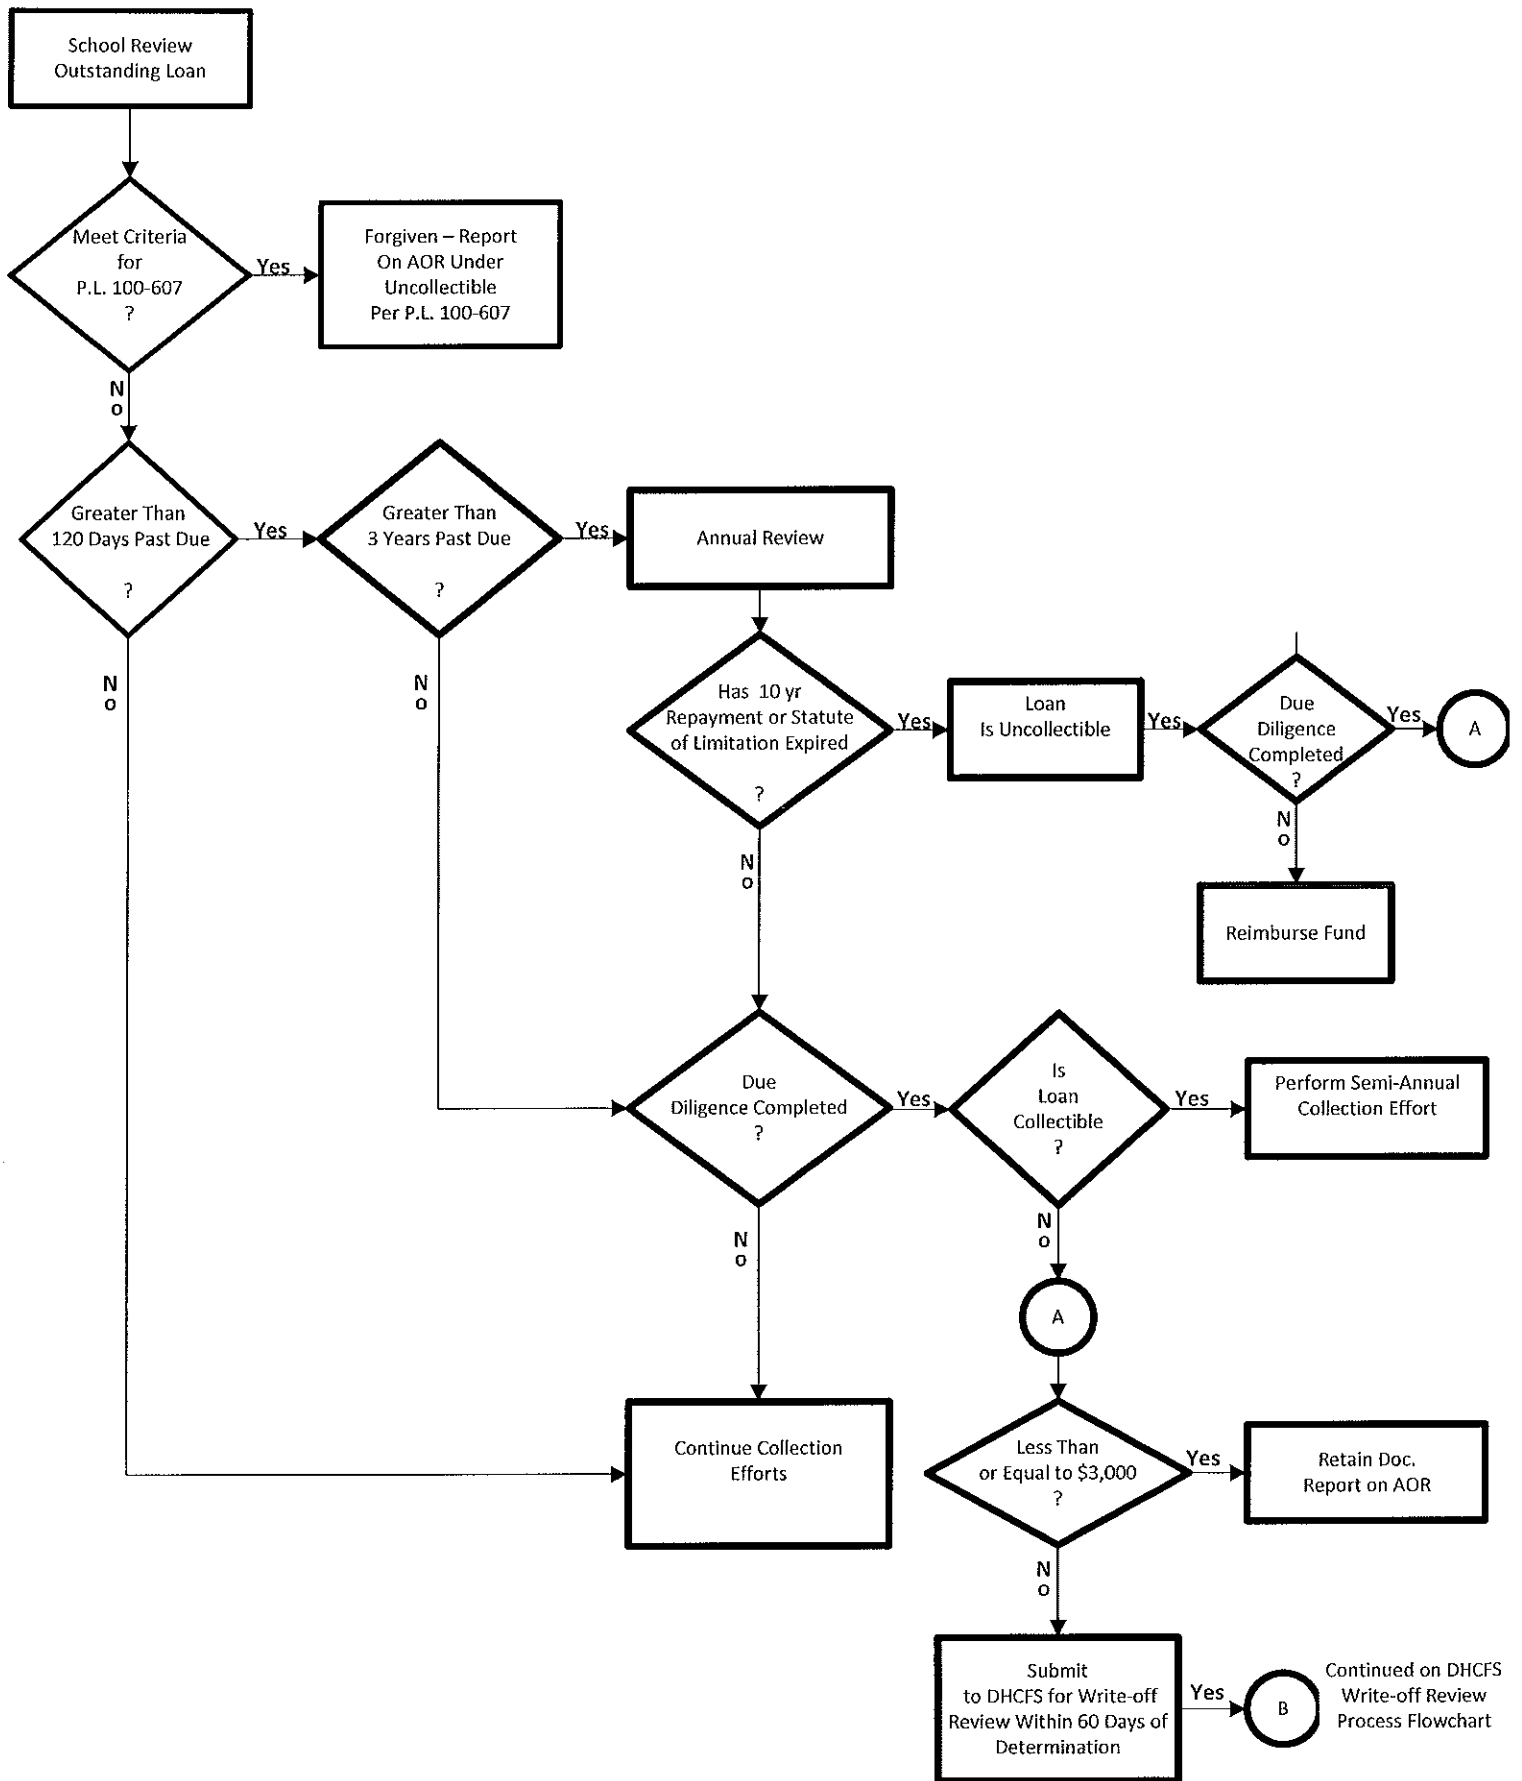 School Review
Outstanding Loan
Meet Criteria
for
P.L. 100-607
?
Yes
Forgiven – Report
On AOR Under
Uncollectible
Per P.L. 100-607
No
Greater Than
120 Days Past Due
?
Yes
Greater Than
3 Years Past Due
?
Yes
Annual Review
No
No
Has 10 yr
Repayment or Statute
of Limitation Expired
?
Yes
Loan
Is Uncollectible
Yes
Due
Diligence
Completed
?
Yes
A
No
Reimburse Fund
No
Due
Diligence Completed
?
Yes
Is
Loan
Collectible
?
Yes
Perform Semi-Annual
Collection Effort
No
No
A
Continue Collection
Efforts
Less Than
or Equal to $3,000
?
Yes
Retain Doc.
Report on AOR
No
Submit
to DHCFS for Write-off
Review Within 60 Days of
Determination
Yes
B
Continued on DHCFS
Write-off Review
Process Flowchart